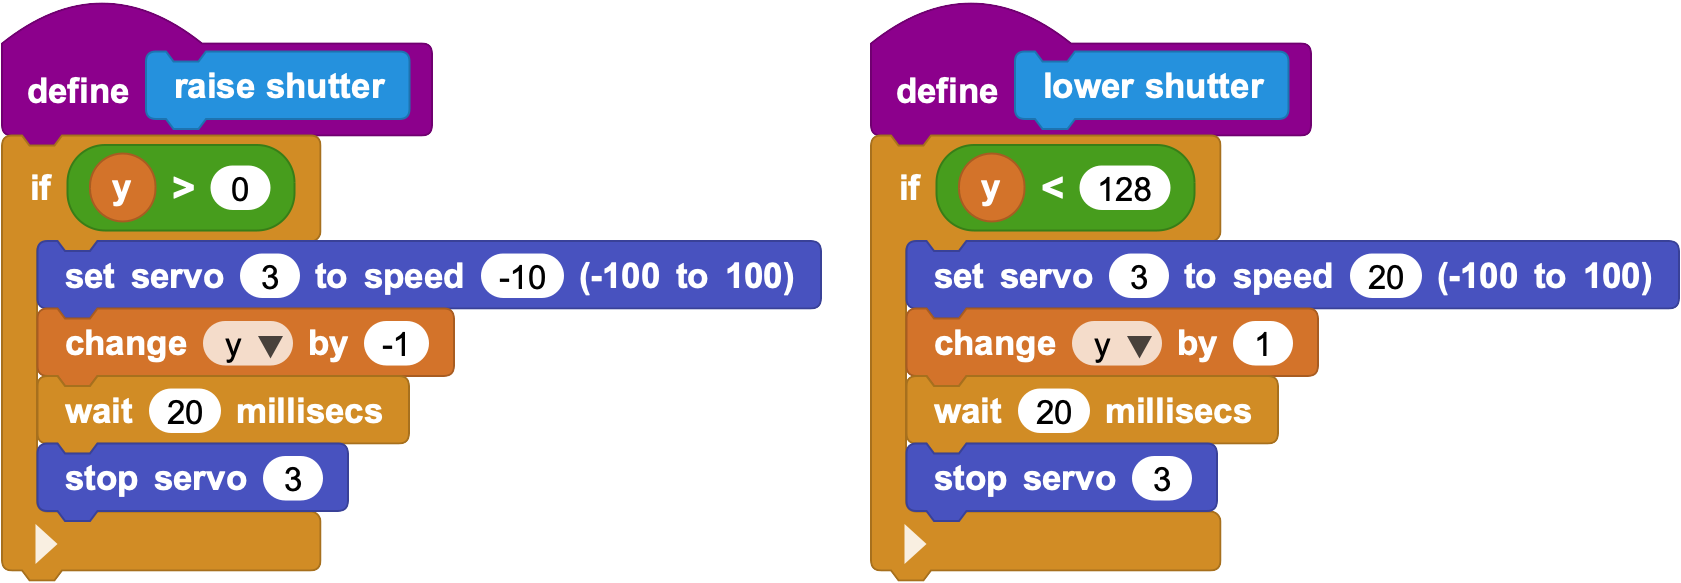 define raise shutter
if y > 0
set servo 3 to speed -10 (-100 to 100)
change y ▼ by -1
wait 20 millisecs
stop servo 3
define lower shutter
if y < 128
set servo 3 to speed 20 (-100 to 100)
change y ▼ by 1
wait 20 millisecs
stop servo 3